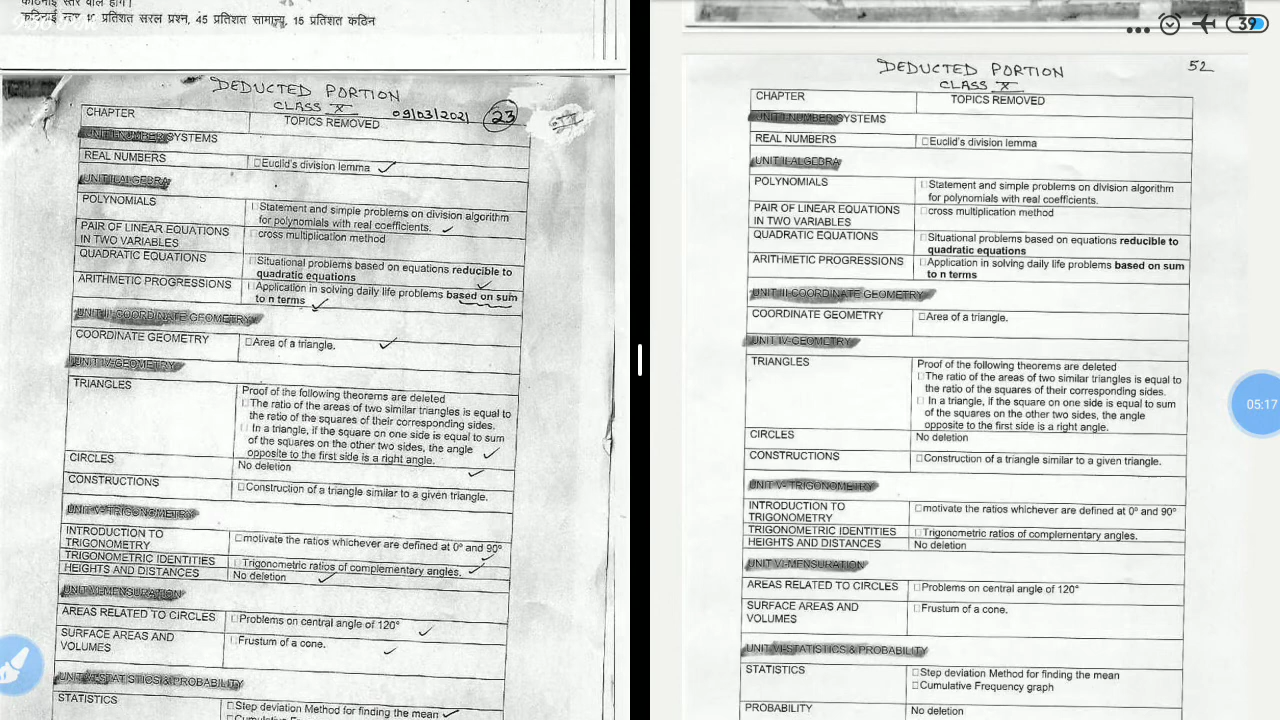 प्रतिशत सरल प्रश्न, 45 प्रतिशत सामान्य, 15 प्रतिशत कठिन
DEDUCTED PORTION
CLASS X
09/03/2021
23
CHAPTER
TOPICS REMOVED
UNIT I-NUMBER SYSTEMS
REAL NUMBERS
Euclid's division lemma
UNIT II-ALGEBRA
POLYNOMIALS
Statement and simple problems on division algorithm
for polynomials with real coefficients.
PAIR OF LINEAR EQUATIONS
IN TWO VARIABLES
cross multiplication method
QUADRATIC EQUATIONS
Situational problems based on equations reducible to
quadratic equations
ARITHMETIC PROGRESSIONS
Application in solving daily life problems based on sum
to n terms
UNIT III-COORDINATE GEOMETRY
COORDINATE GEOMETRY
Area of a triangle.
UNIT IV-GEOMETRY
TRIANGLES
Proof of the following theorems are deleted
The ratio of the areas of two similar triangles is equal to
the ratio of the squares of their corresponding sides.
In a triangle, if the square on one side is equal to sum
of the squares on the other two sides, the angle
opposite to the first side is a right angle.
CIRCLES
No deletion
CONSTRUCTIONS
Construction of a triangle similar to a given triangle.
UNIT V-TRIGONOMETRY
INTRODUCTION TO
TRIGONOMETRY
motivate the ratios whichever are defined at 0° and 90°
TRIGONOMETRIC IDENTITIES
Trigonometric ratios of complementary angles.
HEIGHTS AND DISTANCES
No deletion
UNIT VI-MENSURATION
AREAS RELATED TO CIRCLES
Problems on central angle of 120°
SURFACE AREAS AND
VOLUMES
Frustum of a cone.
UNIT VI-STATISTICS & PROBABILITY
STATISTICS
Step deviation Method for finding the mean
39
DEDUCTED PORTION
52
CLASS X
CHAPTER
TOPICS REMOVED
UNIT I-NUMBER SYSTEMS
REAL NUMBERS
Euclid's division lemma
UNIT II-ALGEBRA
POLYNOMIALS
Statement and simple problems on division algorithm
for polynomials with real coefficients.
PAIR OF LINEAR EQUATIONS
IN TWO VARIABLES
cross multiplication method
QUADRATIC EQUATIONS
Situational problems based on equations reducible to
quadratic equations
ARITHMETIC PROGRESSIONS
Application in solving daily life problems based on sum
to n terms
UNIT III-COORDINATE GEOMETRY
COORDINATE GEOMETRY
Area of a triangle.
UNIT IV-GEOMETRY
TRIANGLES
Proof of the following theorems are deleted
The ratio of the areas of two similar triangles is equal to
the ratio of the squares of their corresponding sides.
In a triangle, if the square on one side is equal to sum
of the squares on the other two sides, the angle
opposite to the first side is a right angle.
CIRCLES
No deletion
CONSTRUCTIONS
Construction of a triangle similar to a given triangle.
UNIT V-TRIGONOMETRY
INTRODUCTION TO
TRIGONOMETRY
motivate the ratios whichever are defined at 0° and 90°
TRIGONOMETRIC IDENTITIES
Trigonometric ratios of complementary angles.
HEIGHTS AND DISTANCES
No deletion
UNIT VI-MENSURATION
AREAS RELATED TO CIRCLES
Problems on central angle of 120°
SURFACE AREAS AND
VOLUMES
Frustum of a cone.
UNIT VI-STATISTICS & PROBABILITY
STATISTICS
Step deviation Method for finding the mean
Cumulative Frequency graph
PROBABILITY
No deletion
05:17